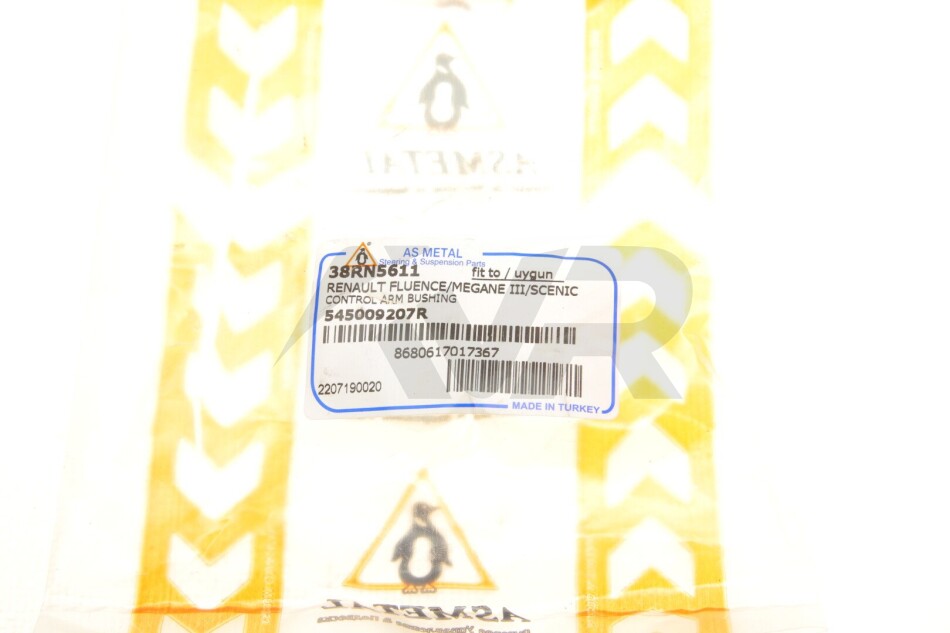 ASMETAL
AS METAL
Steering & Suspension Parts
38RN5611 fit to / uygun
RENAULT FLUENCE/MEGANE III/SCENIC
CONTROL ARM BUSHING
545009207R
8680617017367
2207190020
MADE IN TURKEY
AVR
ASMETAL